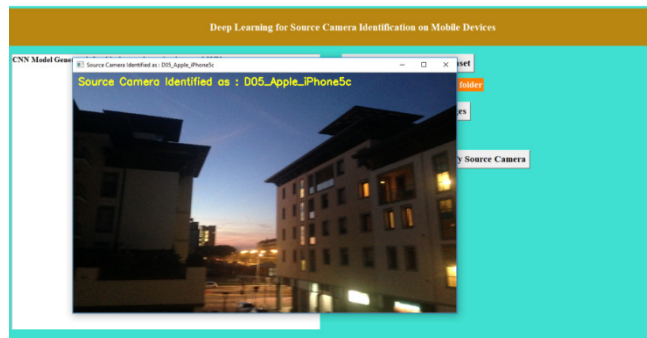 Deep Learning for Source Camera Identification on Mobile Devices
CNN Model Gene
Source Camera Identified as : D05_Apple_iPhone5c
set
Source Camera Identified as : D05_Apple_iPhone5c
folder
es
y Source Camera